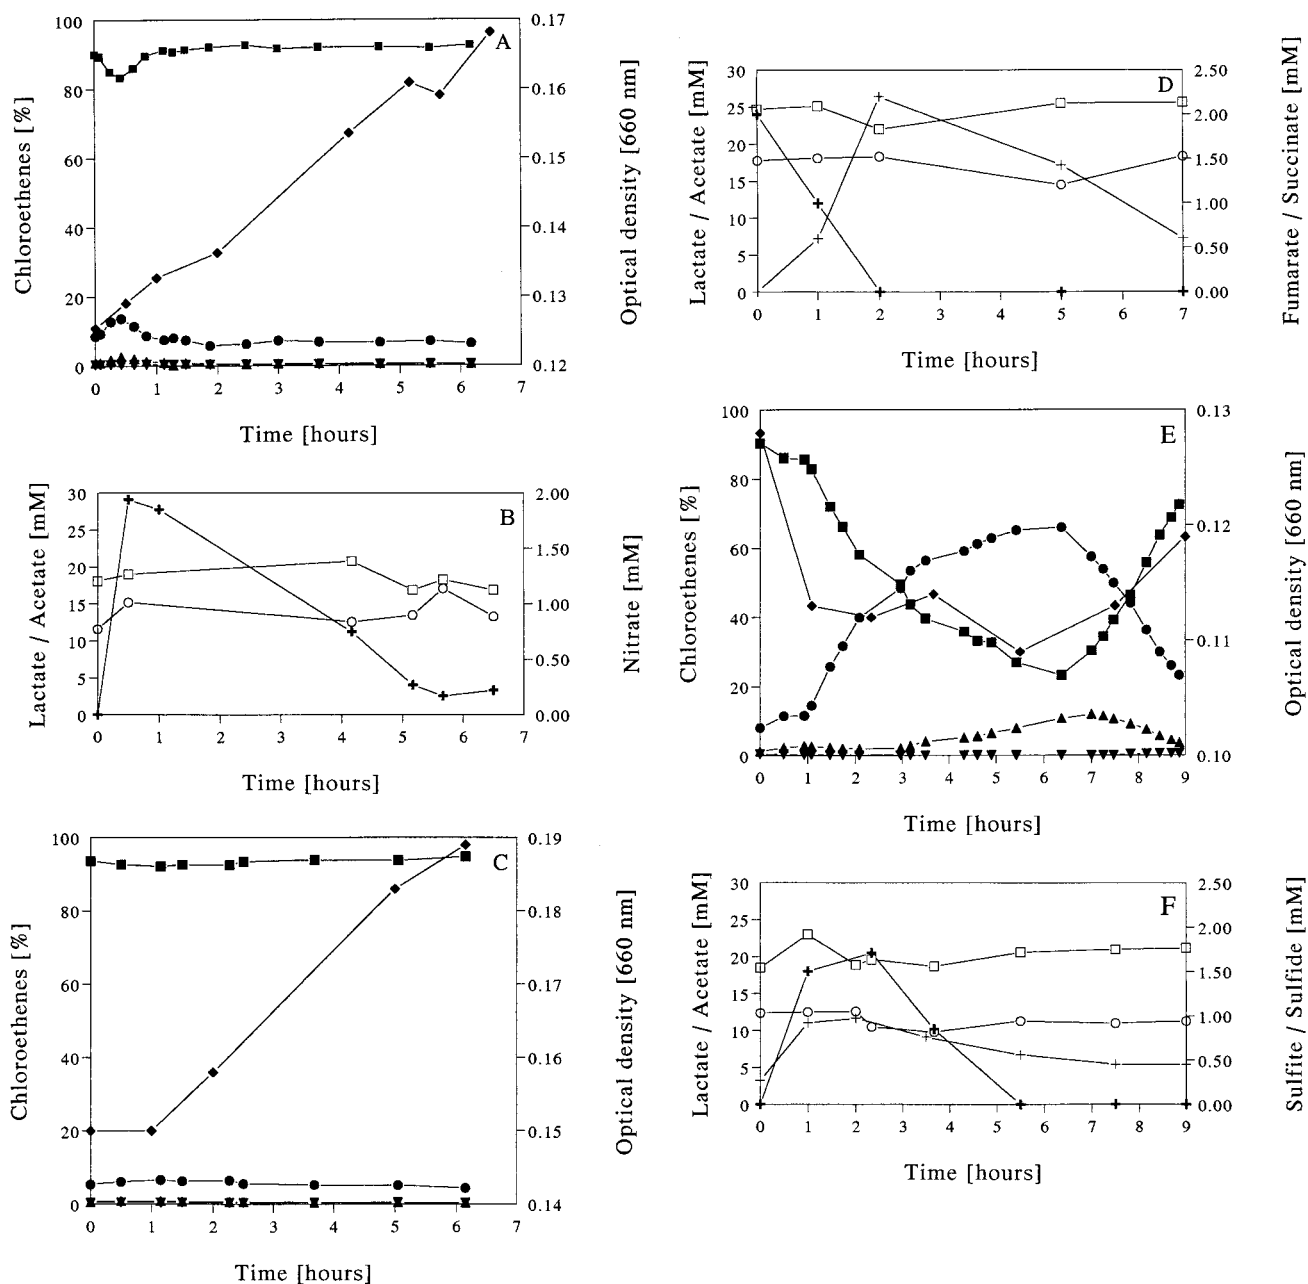 A
Chloroethenes [%]
100
80
60
40
20
0
0.17
0.16
0.15
0.14
0.13
0.12
Optical density [660 nm]
0 1 2 3 4 5 6 7
Time [hours]
B
Lactate / Acetate [mM]
30
25
20
15
10
5
0
2.00
1.50
1.00
0.50
0.00
Nitrate [mM]
0 1 2 3 4 5 6 7
Time [hours]
C
Chloroethenes [%]
100
80
60
40
20
0
0.19
0.18
0.17
0.16
0.15
0.14
Optical density [660 nm]
0 1 2 3 4 5 6 7
Time [hours]
D
Lactate / Acetate [mM]
30
25
20
15
10
5
0
2.50
2.00
1.50
1.00
0.50
0.00
Fumarate / Succinate [mM]
0 1 2 3 4 5 6 7
Time [hours]
E
Chloroethenes [%]
100
80
60
40
20
0
0.13
0.12
0.11
0.10
Optical density [660 nm]
0 1 2 3 4 5 6 7 8 9
Time [hours]
F
Lactate / Acetate [mM]
30
25
20
15
10
5
0
2.50
2.00
1.50
1.00
0.50
0.00
Sulfite / Sulfide [mM]
0 1 2 3 4 5 6 7 8 9
Time [hours]